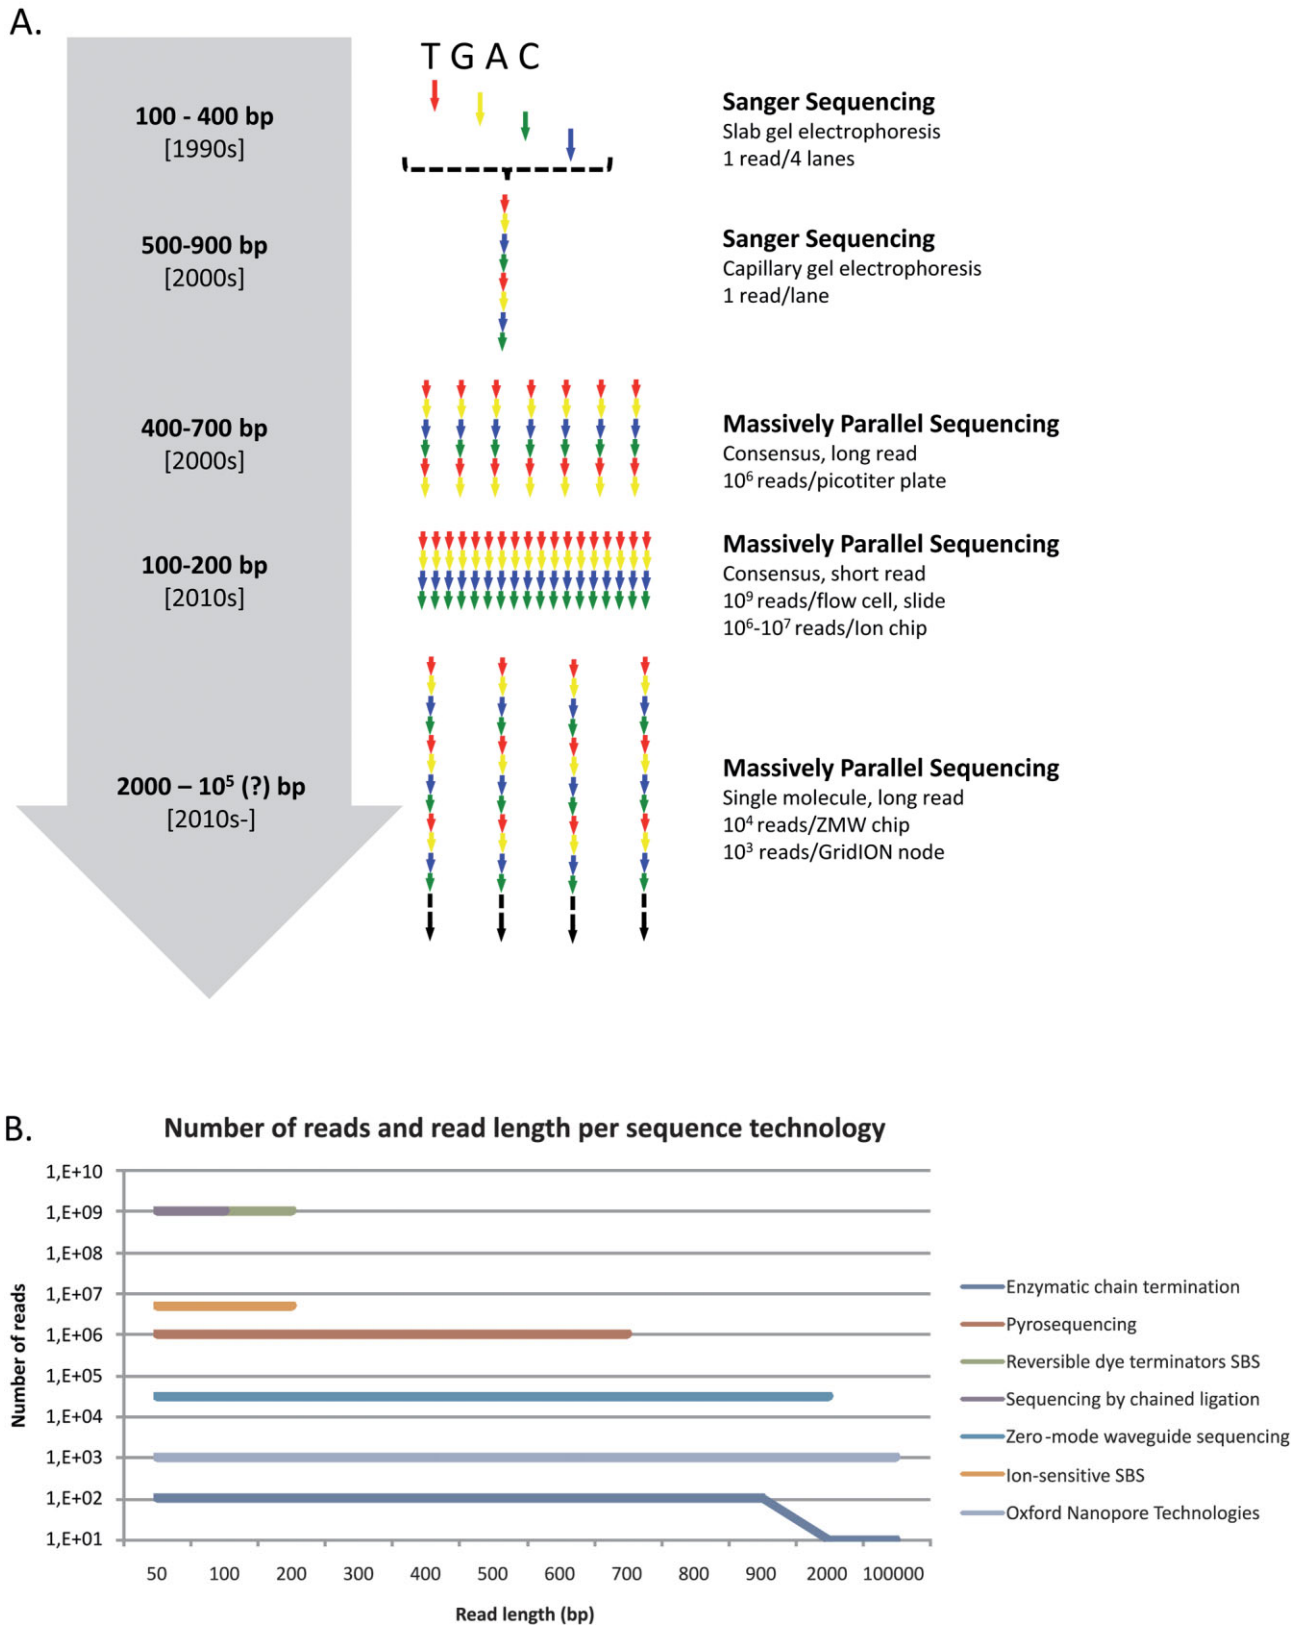 A.
T G A C
100 - 400 bp
[1990s]
Sanger Sequencing
Slab gel electrophoresis
1 read/4 lanes
500-900 bp
[2000s]
Sanger Sequencing
Capillary gel electrophoresis
1 read/lane
400-700 bp
[2000s]
Massively Parallel Sequencing
Consensus, long read
10⁶ reads/picotiter plate
100-200 bp
[2010s]
Massively Parallel Sequencing
Consensus, short read
10⁹ reads/flow cell, slide
10⁶-10⁷ reads/Ion chip
2000 – 10⁵ (?) bp
[2010s-]
Massively Parallel Sequencing
Single molecule, long read
10⁴ reads/ZMW chip
10³ reads/GridION node
B.
Number of reads and read length per sequence technology
Number of reads
1,E+10
1,E+09
1,E+08
1,E+07
1,E+06
1,E+05
1,E+04
1,E+03
1,E+02
1,E+01
50 100 200 300 400 500 600 700 800 900 2000 100000
Read length (bp)
Enzymatic chain termination
Pyrosequencing
Reversible dye terminators SBS
Sequencing by chained ligation
Zero-mode waveguide sequencing
Ion-sensitive SBS
Oxford Nanopore Technologies